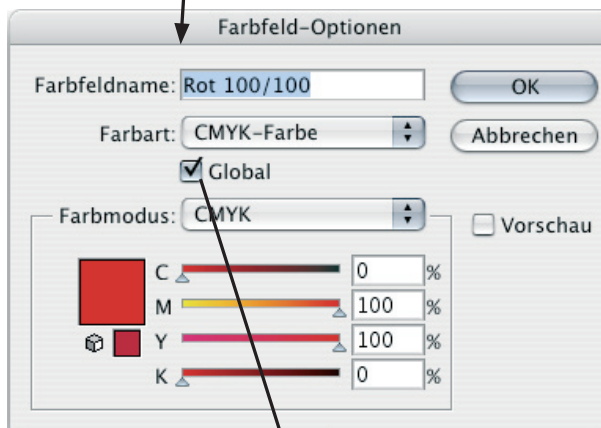 Farbfeld-Optionen
Farbfeldname: Rot 100/100 OK
Farbart: CMYK-Farbe Abbrechen
Global
Farbmodus: CMYK Vorschau
C 0 %
M 100 %
Y 100 %
K 0 %